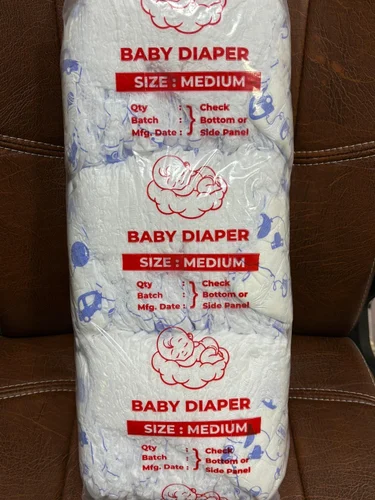 BABY DIAPER
SIZE : MEDIUM
Qty : } Check
Batch : Bottom or
Mfg. Date : Side Panel
BABY DIAPER
SIZE : MEDIUM
Qty : } Check
Batch : Bottom or
Mfg. Date : Side Panel
BABY DIAPER
SIZE : MEDIUM
Qty : } Check
Batch : Bottom or
Mfg. Date : Side Panel